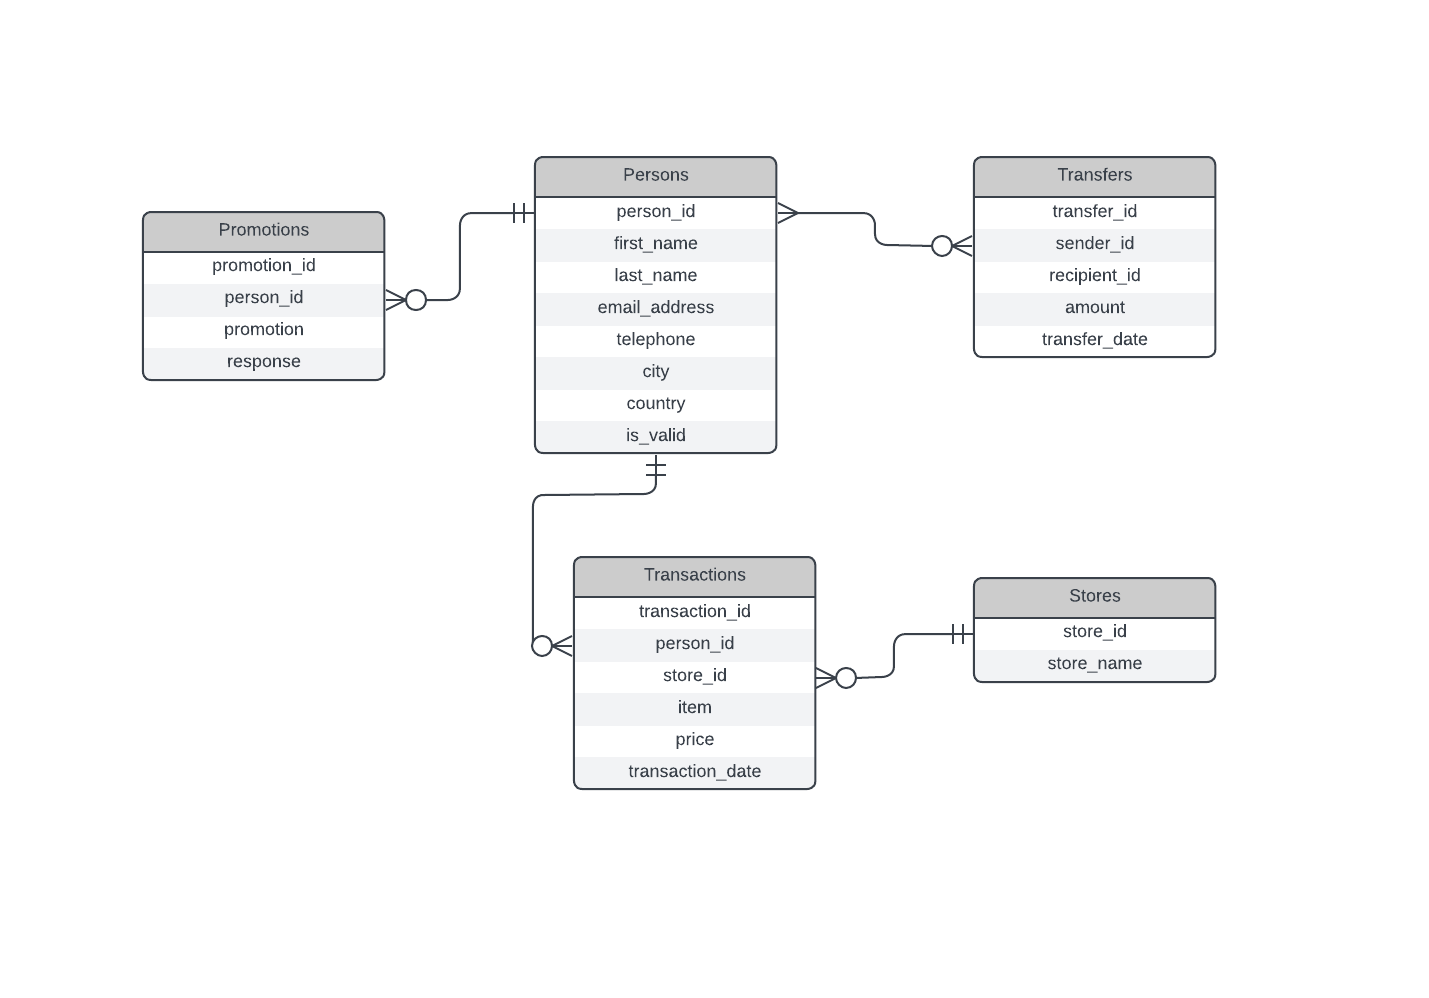 Promotions
promotion_id
person_id
promotion
response
Persons
person_id
first_name
last_name
email_address
telephone
city
country
is_valid
Transfers
transfer_id
sender_id
recipient_id
amount
transfer_date
Transactions
transaction_id
person_id
store_id
item
price
transaction_date
Stores
store_id
store_name